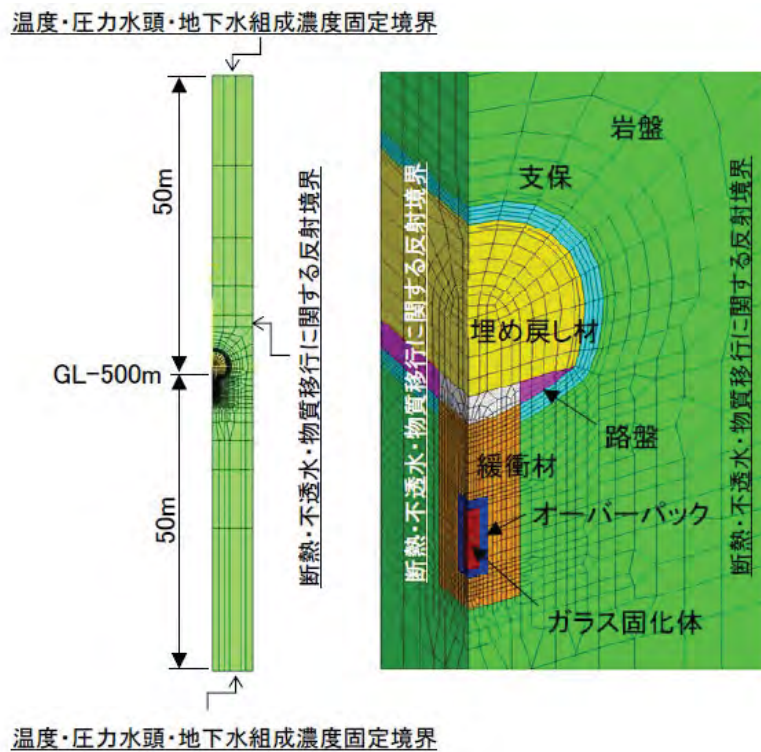 温度・圧力水頭・地下水組成濃度固定境界
50m
断熱・不透水・物質移行に関する反射境界
GL-500m
50m
温度・圧力水頭・地下水組成濃度固定境界
岩盤
支保
断熱・不透水・物質移行に関する反射境界
断熱・不透水・物質移行に関する反射境界
埋め戻し材
路盤
緩衝材
オーバーパック
ガラス固化体